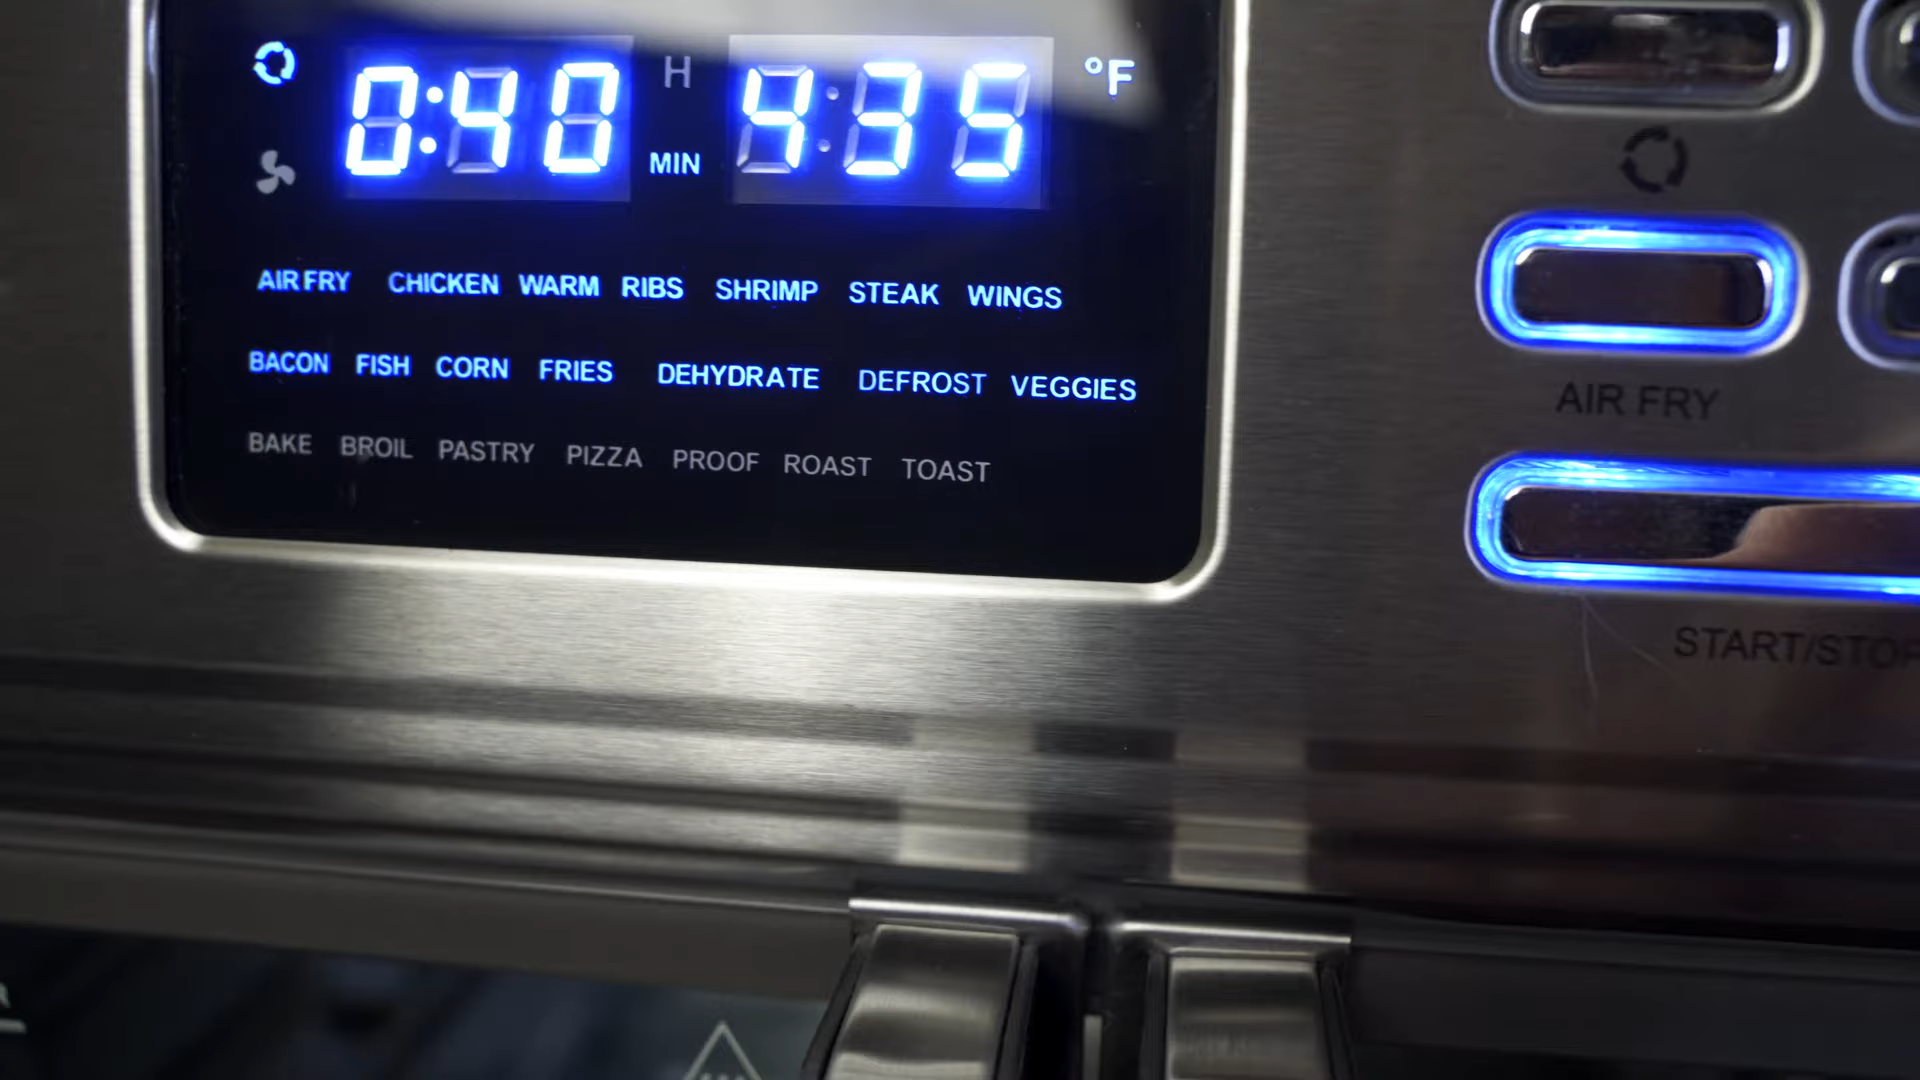 0:40 H MIN 435 °F
AIR FRY CHICKEN WARM RIBS SHRIMP STEAK WINGS
BACON FISH CORN FRIES DEHYDRATE DEFROST VEGGIES
BAKE BROIL PASTRY PIZZA PROOF ROAST TOAST
AIR FRY
START/STOP